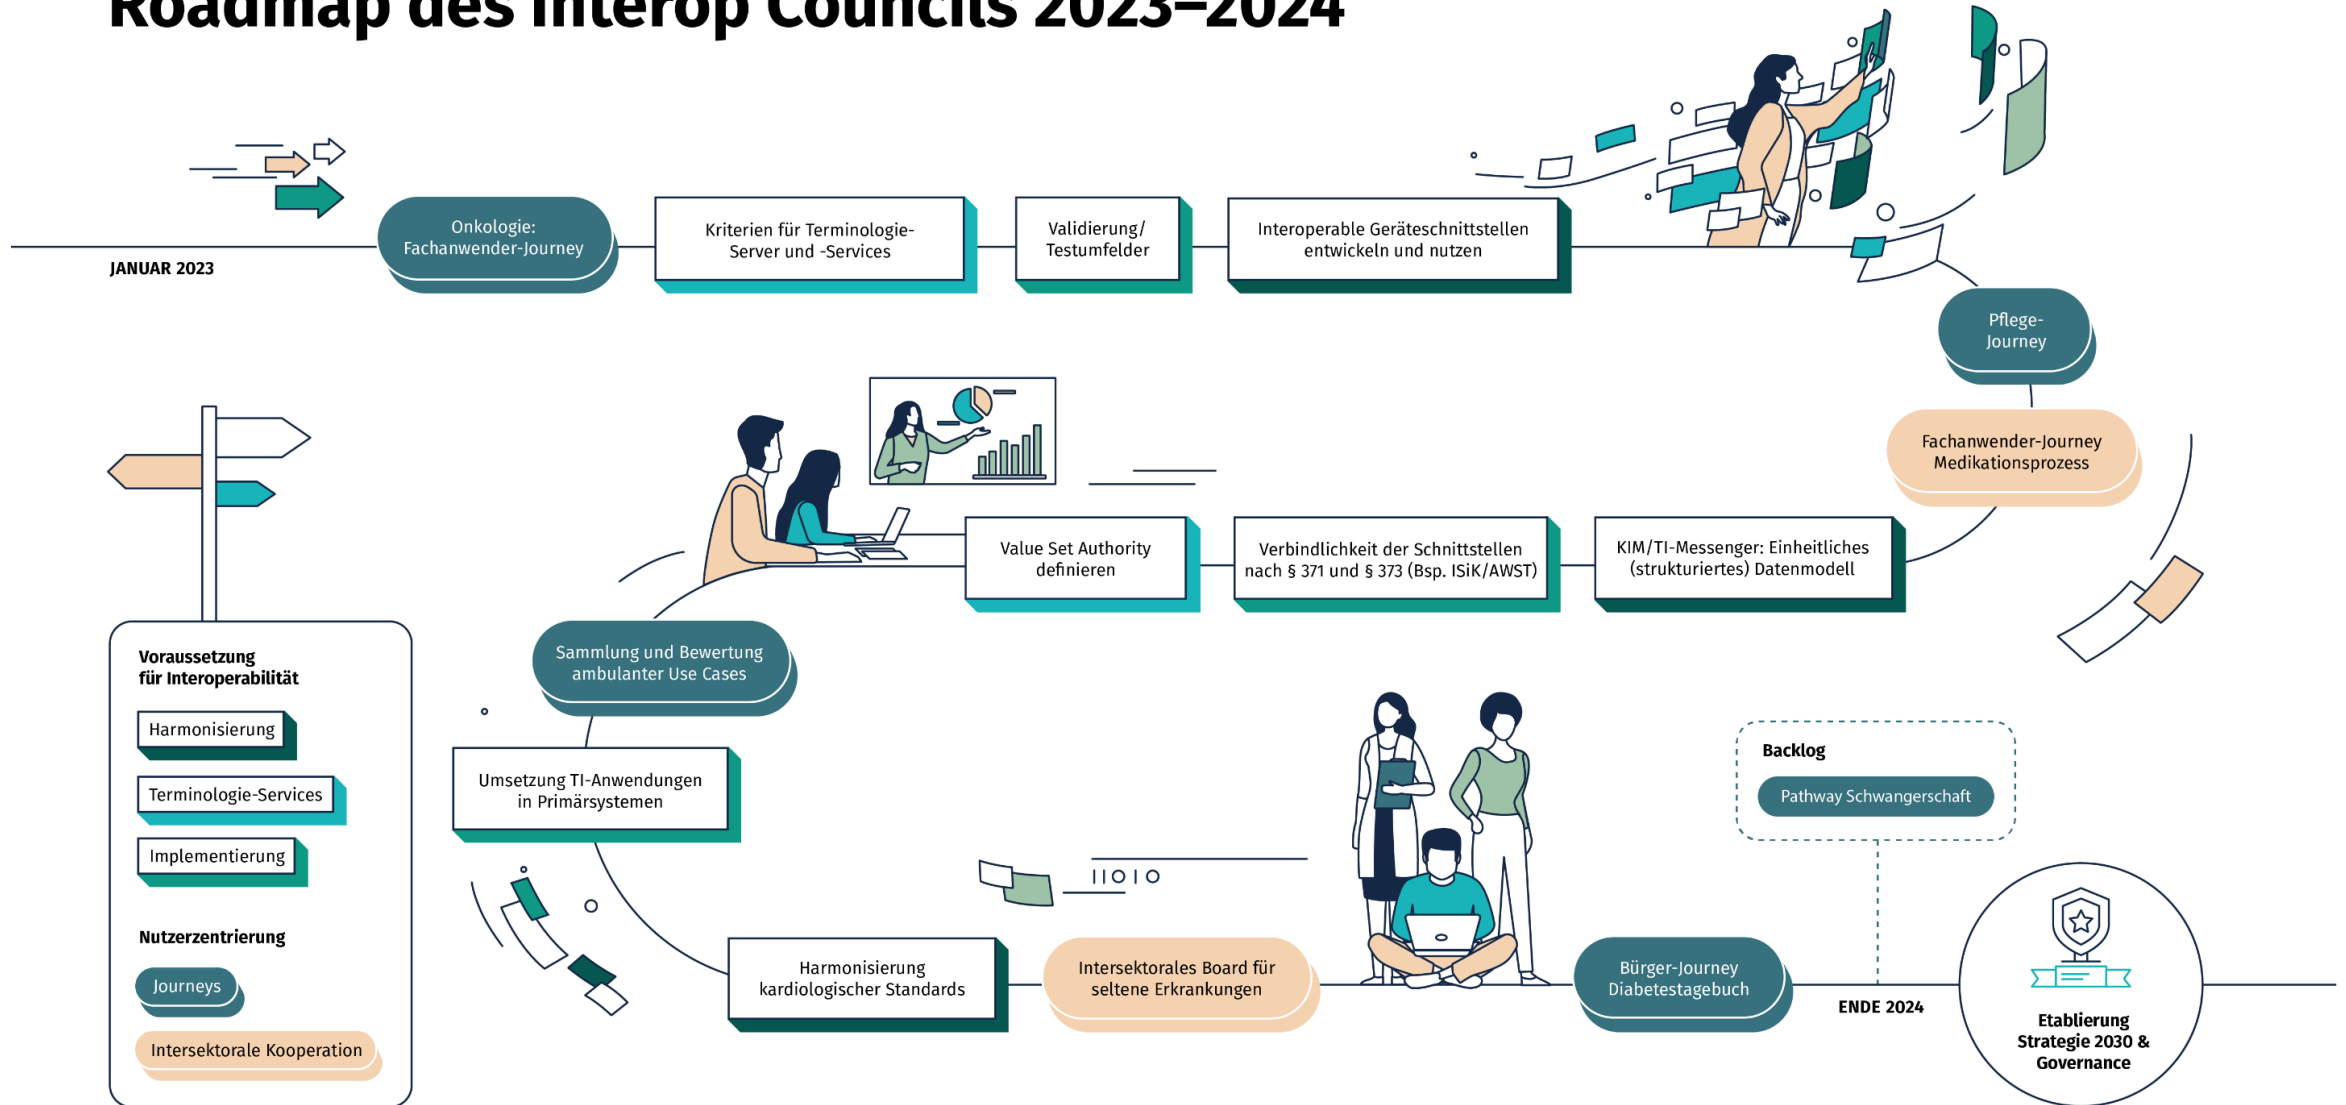 Roadmap des Interop Councils 2023–2024
JANUAR 2023
Onkologie:
Fachanwender-Journey
Kriterien für Terminologie-
Server und -Services
Validierung/
Testumfelder
Interoperable Geräteschnittstellen
entwickeln und nutzen
Pflege-
Journey
Fachanwender-Journey
Medikationsprozess
KIM/TI-Messenger: Einheitliches
(strukturiertes) Datenmodell
Verbindlichkeit der Schnittstellen
nach § 371 und § 373 (Bsp. ISiK/AWST)
Value Set Authority
definieren
Sammlung und Bewertung
ambulanter Use Cases
Umsetzung TI-Anwendungen
in Primärsystemen
Harmonisierung
kardiologischer Standards
Intersektorales Board für
seltene Erkrankungen
11010
Bürger-Journey
Diabetestagebuch
Backlog
Pathway Schwangerschaft
ENDE 2024
Etablierung
Strategie 2030 &
Governance
Voraussetzung
für Interoperabilität
Harmonisierung
Terminologie-Services
Implementierung
Nutzerzentrierung
Journeys
Intersektorale Kooperation